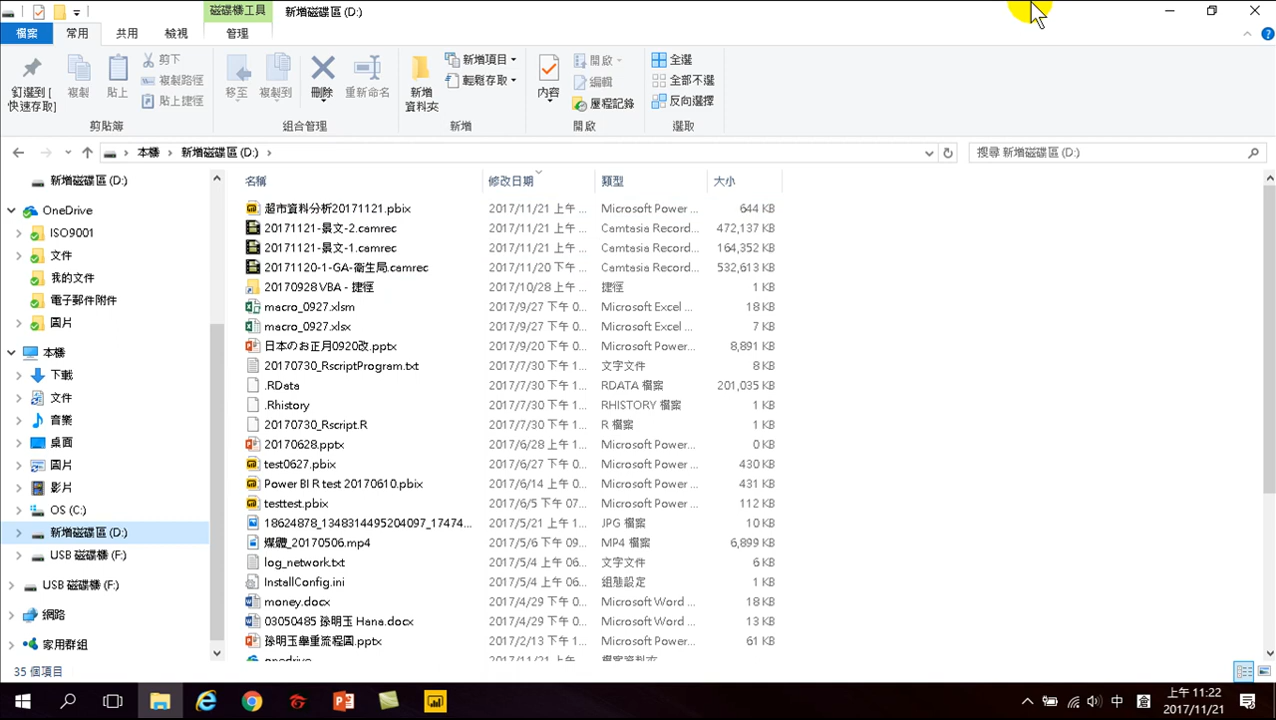 磁碟機工具 新增磁碟區 (D:)
檔案 常用 共用 檢視 管理
釘選到 [快速存取] 複製 貼上 剪下 複製路徑 貼上捷徑 剪貼簿
移至 複製到 刪除 重新命名 組合管理
新增資料夾 新增項目 輕鬆存取 新增
內容 開啟 編輯 歷程記錄 開啟
全選 全部不選 反向選擇 選取
本機 新增磁碟區 (D:) 搜尋 新增磁碟區 (D:)
新增磁碟區 (D:)
OneDrive
ISO9001
文件
我的文件
電子郵件附件
圖片
本機
下載
文件
音樂
桌面
圖片
影片
OS (C:)
新增磁碟區 (D:)
USB 磁碟機 (F:)
USB 磁碟機 (F:)
網路
家用群組
名稱 修改日期 類型 大小
超市資料分析20171121.pbix 2017/11/21 上午 ... Microsoft Power ... 644 KB
20171121-景文-2.camrec 2017/11/21 上午 ... Camtasia Record... 472,137 KB
20171121-景文-1.camrec 2017/11/21 上午 ... Camtasia Record... 164,352 KB
20171120-1-GA-衛生局.camrec 2017/11/20 下午 ... Camtasia Record... 532,613 KB
20170928 VBA - 捷徑 2017/10/28 上午 ... 捷徑 1 KB
macro_0927.xlsm 2017/9/27 下午 0... Microsoft Excel ... 18 KB
macro_0927.xlsx 2017/9/27 下午 0... Microsoft Excel ... 7 KB
日本のお正月0920改.pptx 2017/9/20 下午 0... Microsoft Power... 8,891 KB
20170730_RscriptProgram.txt 2017/7/30 下午 1... 文字文件 8 KB
.RData 2017/7/30 下午 1... RDATA 檔案 201,035 KB
.Rhistory 2017/7/30 下午 1... RHISTORY 檔案 1 KB
20170730_Rscript.R 2017/7/30 下午 1... R 檔案 1 KB
20170628.pptx 2017/6/28 上午 1... Microsoft Power... 0 KB
test0627.pbix 2017/6/27 下午 0... Microsoft Power ... 430 KB
Power BI R test 20170610.pbix 2017/6/14 上午 0... Microsoft Power ... 431 KB
testtest.pbix 2017/6/5 下午 07... Microsoft Power ... 112 KB
18624878_1348314495204097_17474... 2017/5/21 上午 1... JPG 檔案 10 KB
媒體_20170506.mp4 2017/5/6 下午 09... MP4 檔案 6,899 KB
log_network.txt 2017/5/4 上午 06... 文字文件 6 KB
InstallConfig.ini 2017/5/4 上午 06... 組態設定 1 KB
money.docx 2017/4/29 下午 0... Microsoft Word ... 18 KB
03050485 孫明玉 Hana.docx 2017/4/29 下午 0... Microsoft Word ... 13 KB
孫明玉舉重流程圖.pptx 2017/2/13 下午 1... Microsoft Power... 61 KB
onedrive 2017/11/21 上午 ... 檔案資料夾
35 個項目
中 倉 上午 11:22
2017/11/21